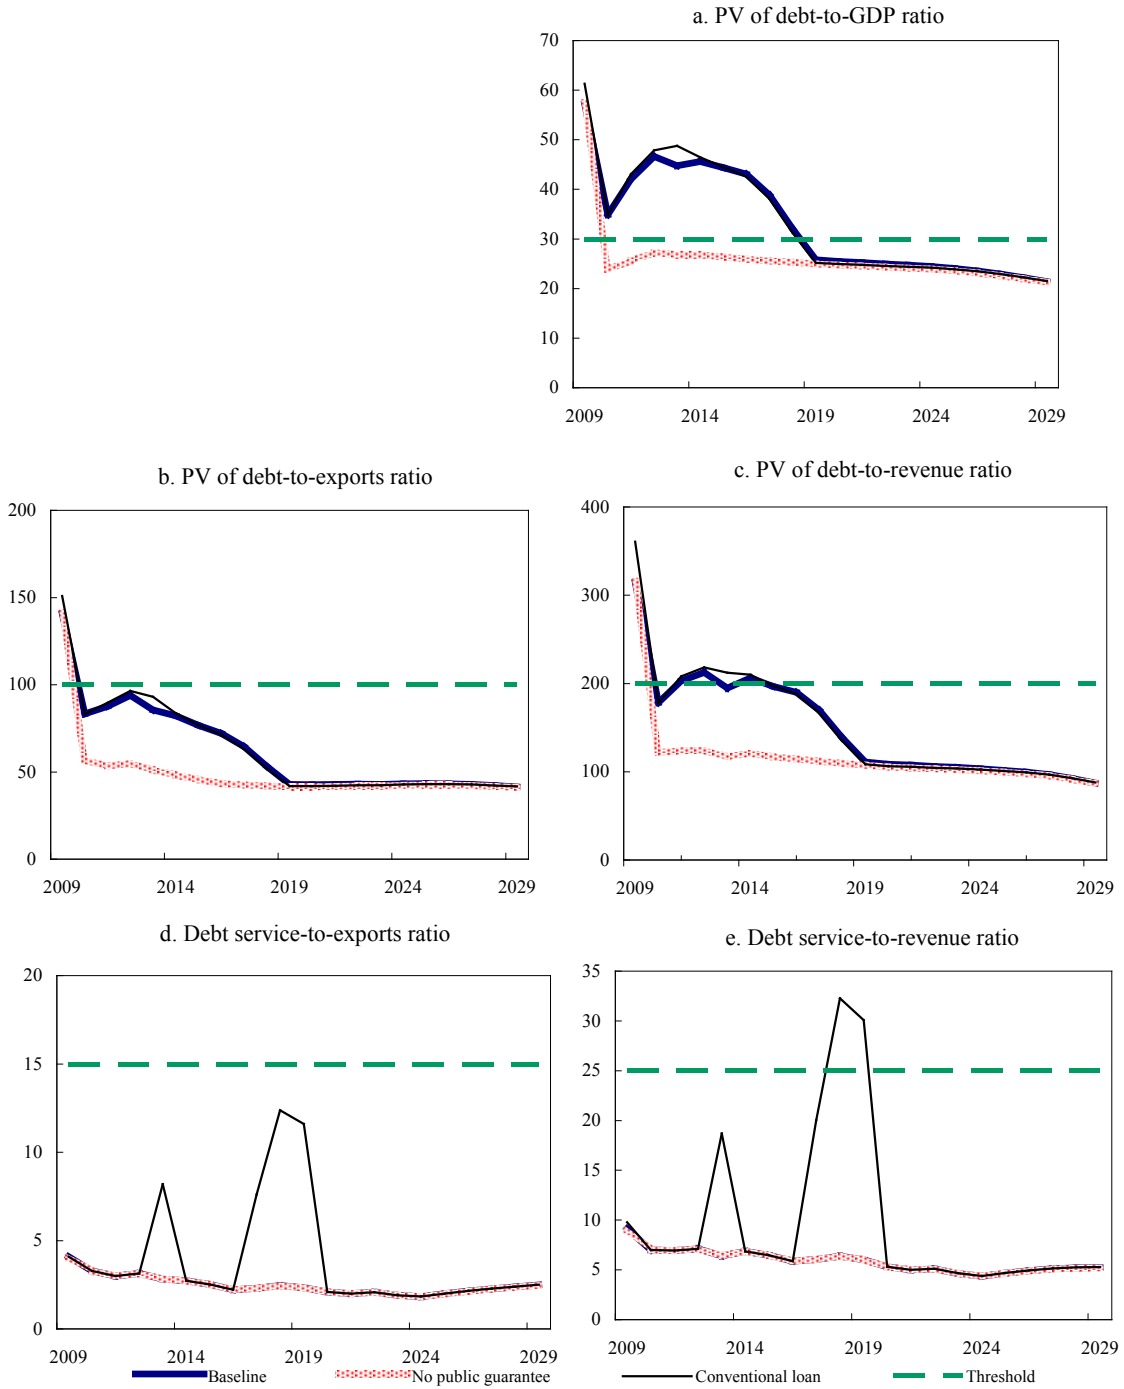 a. PV of debt-to-GDP ratio
70
60
50
40
30
20
10
0
2009 2014 2019 2024 2029
b. PV of debt-to-exports ratio
200
150
100
50
0
2009 2014 2019 2024 2029
c. PV of debt-to-revenue ratio
400
300
200
100
0
2009 2014 2019 2024 2029
d. Debt service-to-exports ratio
20
15
10
5
0
2009 2014 2019 2024 2029
e. Debt service-to-revenue ratio
35
30
25
20
15
10
5
0
2009 2014 2019 2024 2029
Baseline No public guarantee Conventional loan Threshold